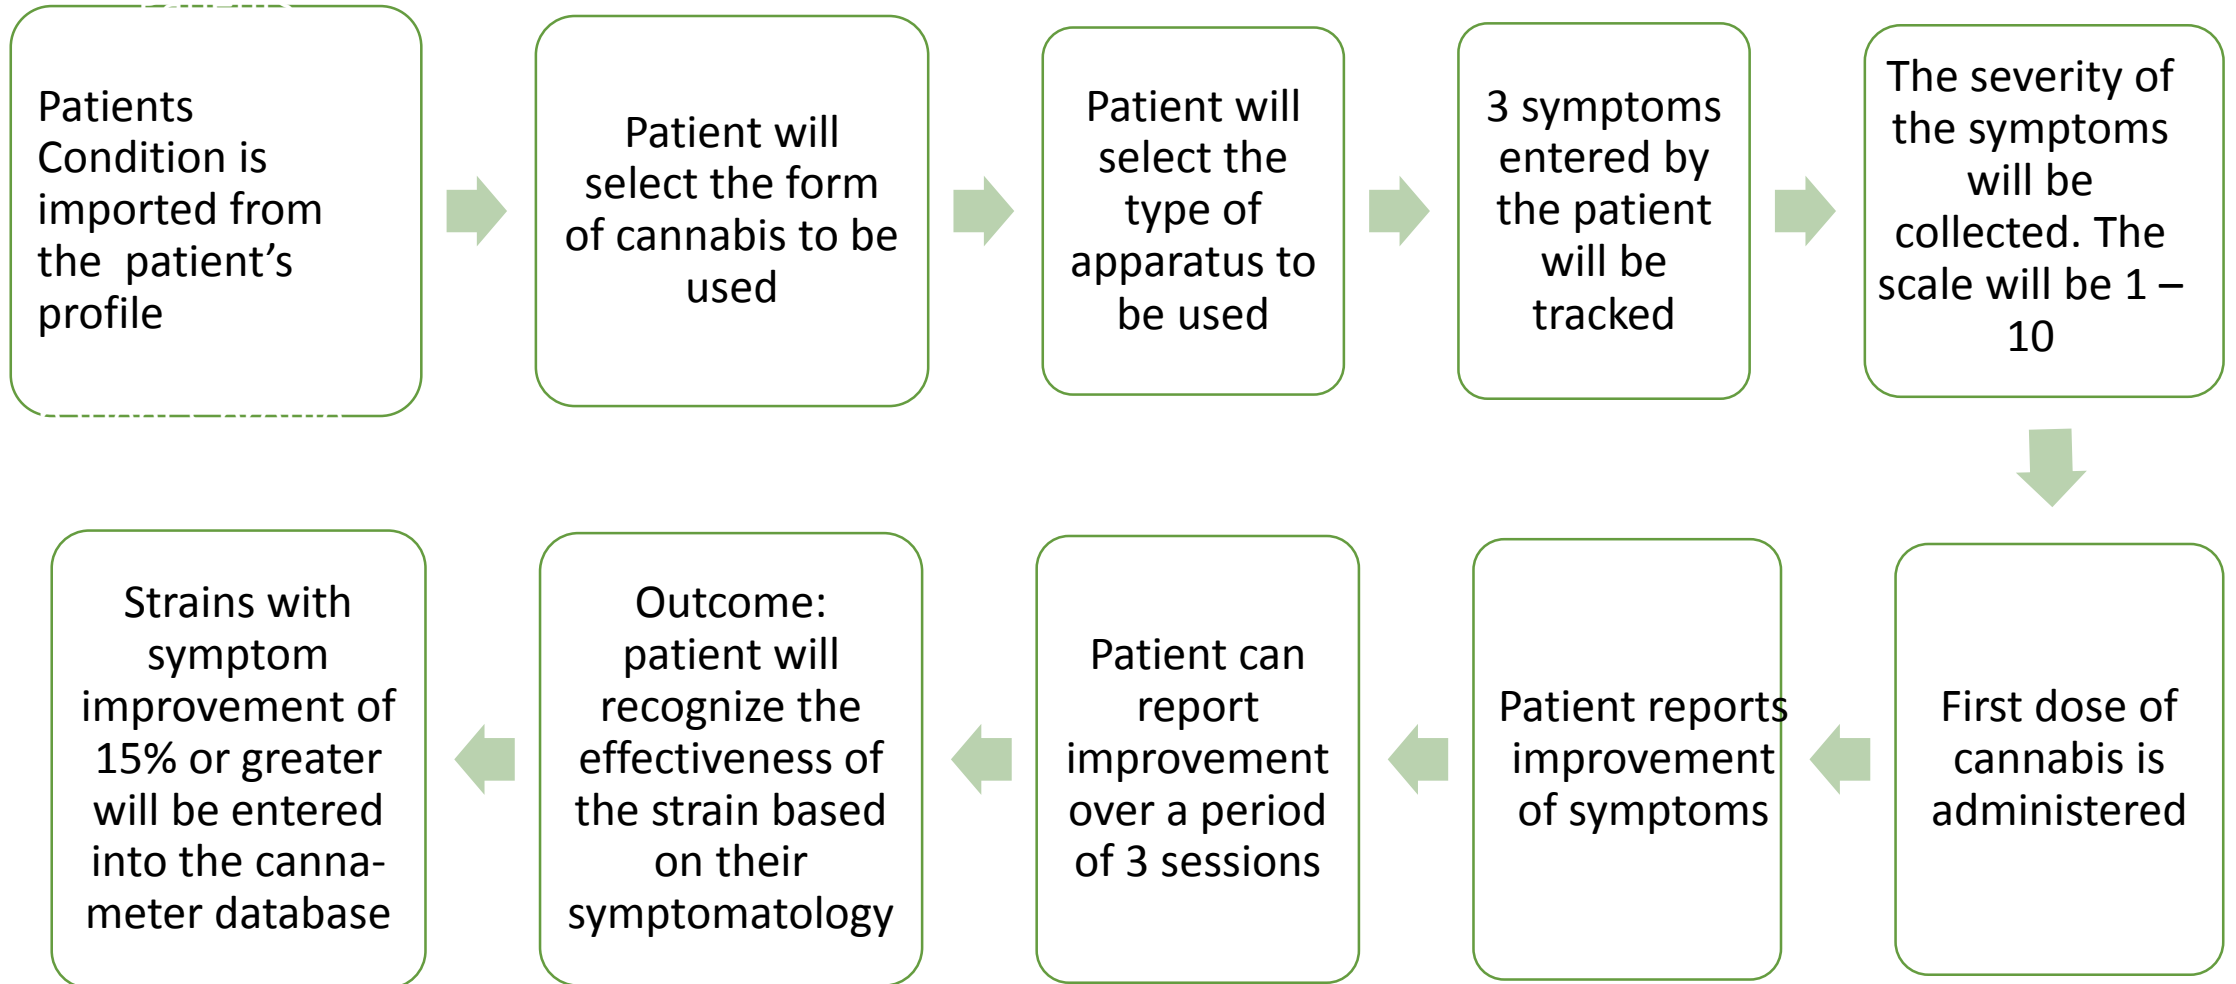 Patients
Condition is
imported from
the patient’s
profile
Patient will
select the form
of cannabis to be
used
Patient will
select the
type of
apparatus to
be used
3 symptoms
entered by
the patient
will be
tracked
The severity of
the symptoms
will be
collected. The
scale will be 1 –
10
First dose of
cannabis is
administered
Patient reports
improvement
of symptoms
Patient can
report
improvement
over a period
of 3 sessions
Outcome:
patient will
recognize the
effectiveness of
the strain based
on their
symptomatology
Strains with
symptom
improvement of
15% or greater
will be entered
into the canna-
meter database